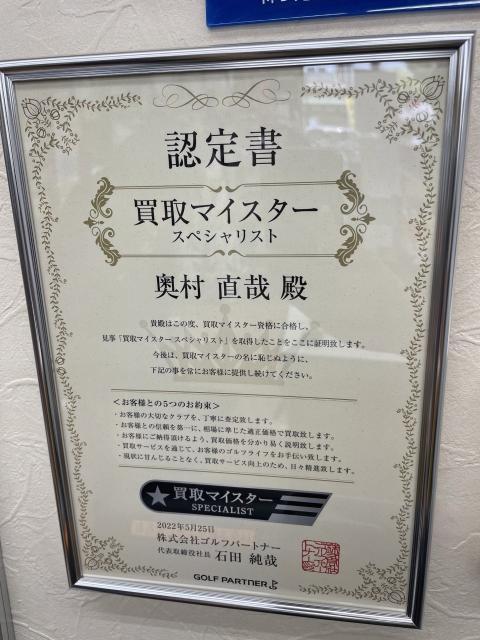 認定書
買取マイスター
スペシャリスト
奥村 直哉 殿
貴殿はこの度、買取マイスター資格に合格し、
見事「買取マイスター スペシャリスト」を取得したことをここに証明致します。
今後は、買取マイスターの名に恥じぬように、
下記の事を常にお客様に提供し続けてください。
<お客様との5つのお約束>
・お客様の大切なクラブを、丁寧に査定致します。
・お客様との信頼を第一に、相場に準じた適正価格で買取致します。
・お客様にご納得頂けるよう、買取価格を分かり易く説明致します。
・買取サービスを通じて、お客様のゴルフライフをお手伝い致します。
・現状に甘んじることなく、買取サービス向上のため、日々精進致します。
買取マイスター
SPECIALIST
2022年5月25日
株式会社ゴルフパートナー
代表取締役社長 石田 純哉
GOLF PARTNER